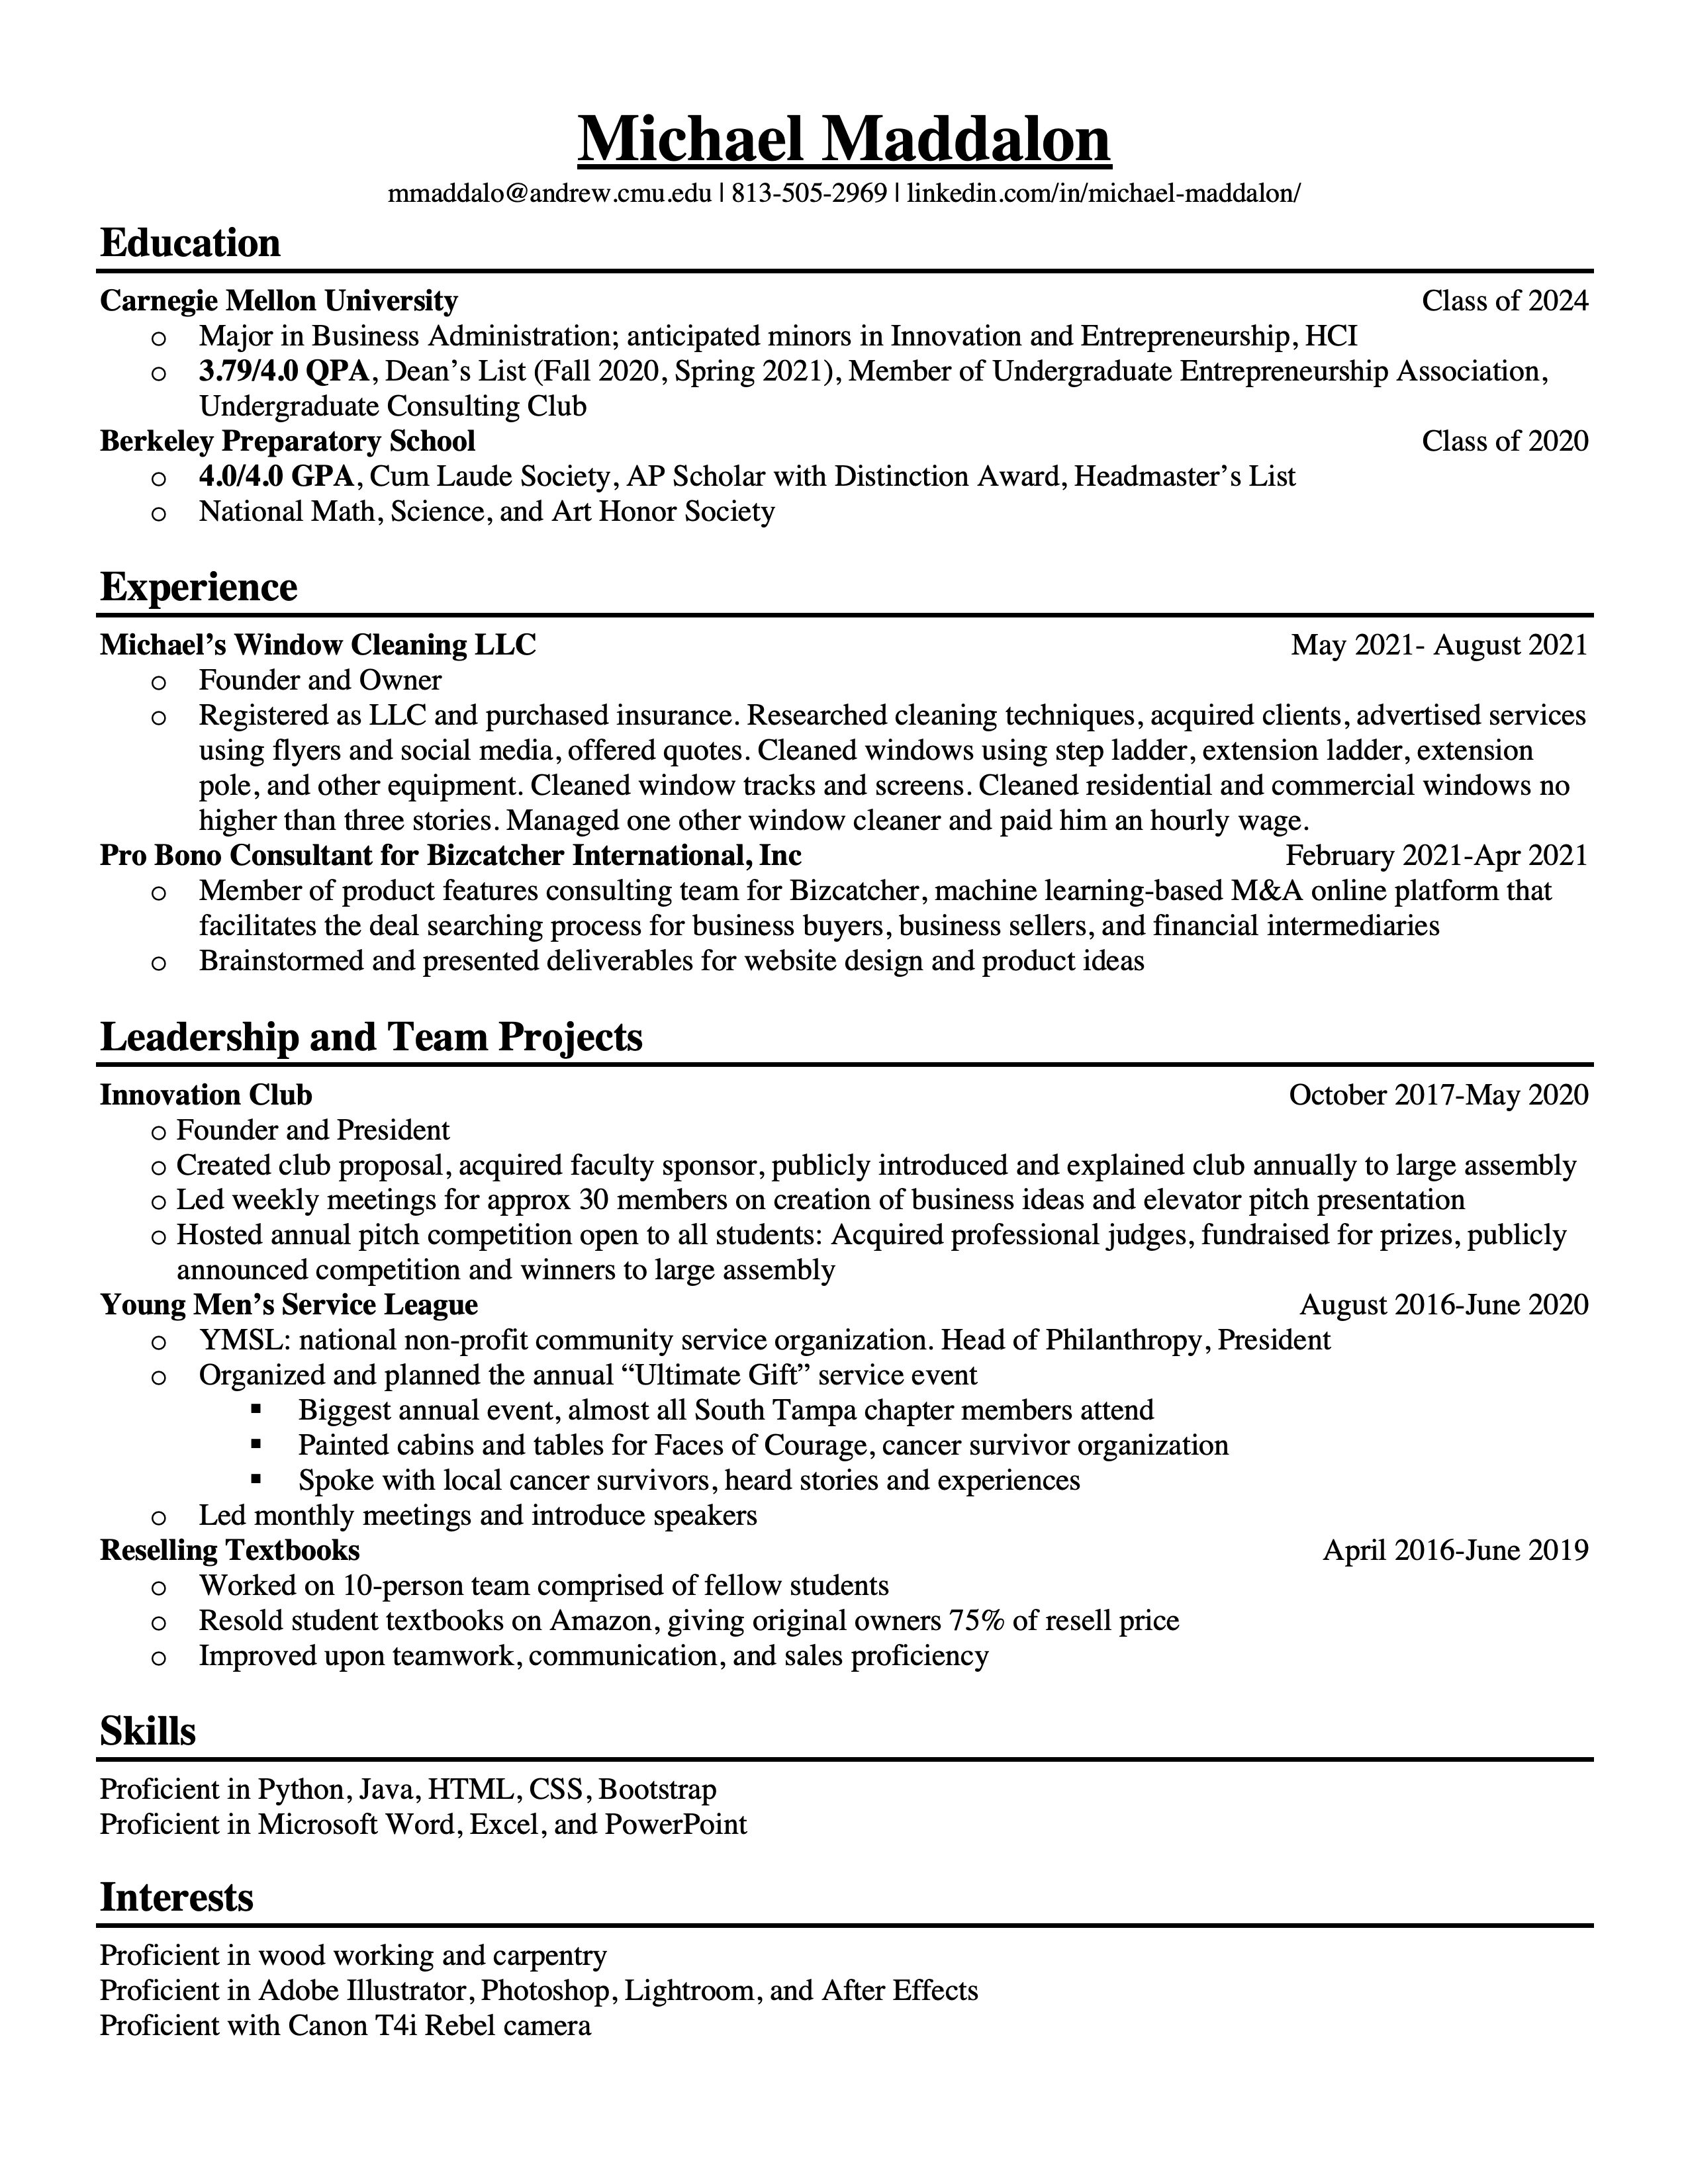 Michael Maddalon
mmaddalo@andrew.cmu.edu | 813-505-2969 | linkedin.com/in/michael-maddalon/
Education
Carnegie Mellon University Class of 2024
o Major in Business Administration; anticipated minors in Innovation and Entrepreneurship, HCI
o 3.79/4.0 QPA, Dean’s List (Fall 2020, Spring 2021), Member of Undergraduate Entrepreneurship Association,
Undergraduate Consulting Club
Berkeley Preparatory School Class of 2020
o 4.0/4.0 GPA, Cum Laude Society, AP Scholar with Distinction Award, Headmaster’s List
o National Math, Science, and Art Honor Society
Experience
Michael’s Window Cleaning LLC May 2021- August 2021
o Founder and Owner
o Registered as LLC and purchased insurance. Researched cleaning techniques, acquired clients, advertised services
using flyers and social media, offered quotes. Cleaned windows using step ladder, extension ladder, extension
pole, and other equipment. Cleaned window tracks and screens. Cleaned residential and commercial windows no
higher than three stories. Managed one other window cleaner and paid him an hourly wage.
Pro Bono Consultant for Bizcatcher International, Inc February 2021-Apr 2021
o Member of product features consulting team for Bizcatcher, machine learning-based M&A online platform that
facilitates the deal searching process for business buyers, business sellers, and financial intermediaries
o Brainstormed and presented deliverables for website design and product ideas
Leadership and Team Projects
Innovation Club October 2017-May 2020
o Founder and President
o Created club proposal, acquired faculty sponsor, publicly introduced and explained club annually to large assembly
o Led weekly meetings for approx 30 members on creation of business ideas and elevator pitch presentation
o Hosted annual pitch competition open to all students: Acquired professional judges, fundraised for prizes, publicly
announced competition and winners to large assembly
Young Men’s Service League August 2016-June 2020
o YMSL: national non-profit community service organization. Head of Philanthropy, President
o Organized and planned the annual “Ultimate Gift” service event
▪ Biggest annual event, almost all South Tampa chapter members attend
▪ Painted cabins and tables for Faces of Courage, cancer survivor organization
▪ Spoke with local cancer survivors, heard stories and experiences
o Led monthly meetings and introduce speakers
Reselling Textbooks April 2016-June 2019
o Worked on 10-person team comprised of fellow students
o Resold student textbooks on Amazon, giving original owners 75% of resell price
o Improved upon teamwork, communication, and sales proficiency
Skills
Proficient in Python, Java, HTML, CSS, Bootstrap
Proficient in Microsoft Word, Excel, and PowerPoint
Interests
Proficient in wood working and carpentry
Proficient in Adobe Illustrator, Photoshop, Lightroom, and After Effects
Proficient with Canon T4i Rebel camera